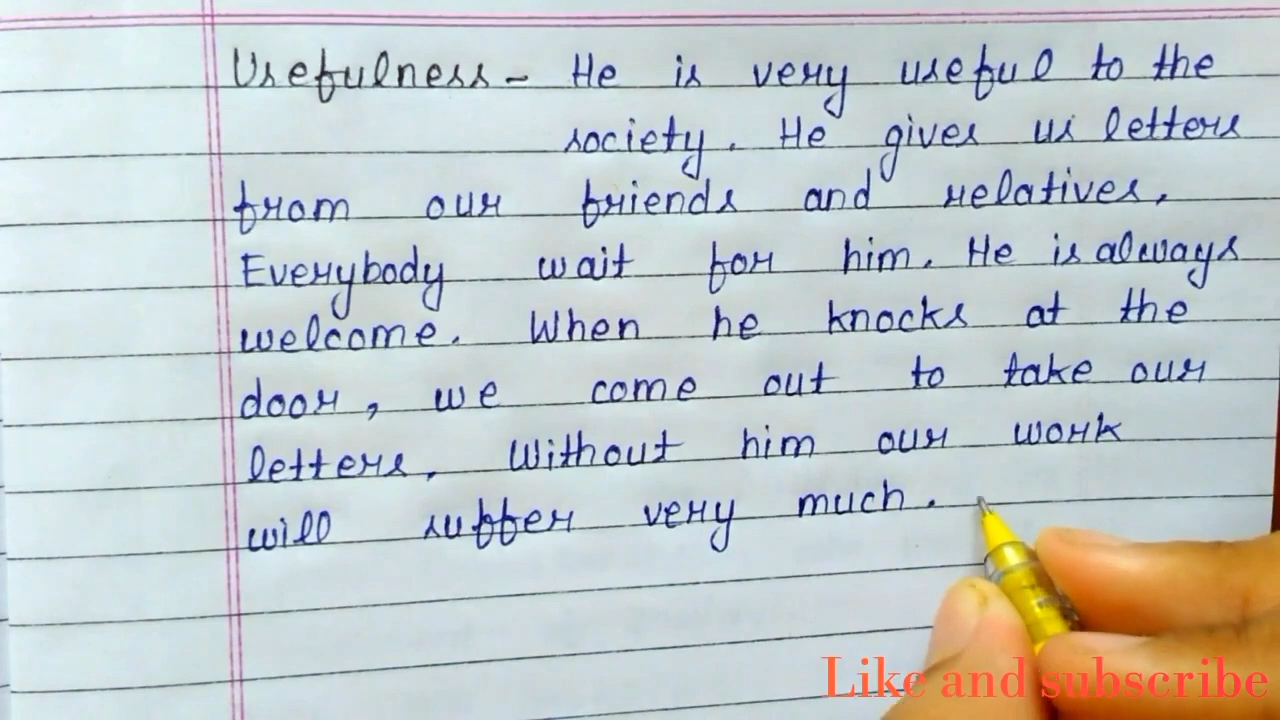 Usefulness - He is very useful to the
society. He gives us letters
from our friends and relatives.
Everybody wait for him. He is always
welcome. When he knocks at the
door, we come out to take our
letters. Without him our work
will suffer very much.
Like and subscribe